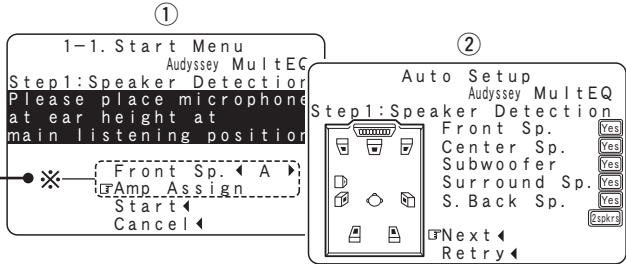 ①
1-1. Start Menu
Audyssey MultEQ
Step1:Speaker Detection
Please place microphone
at ear height at
main listening position
※
Front Sp. ◀ A ▶
☞Amp Assign
Start◀
Cancel◀
②
Auto Setup
Audyssey MultEQ
Step1:Speaker Detection
Front Sp. Yes
Center Sp. Yes
Subwoofer Yes
Surround Sp. Yes
S.Back Sp. Yes
2spkrs
☞Next◀
Retry◀